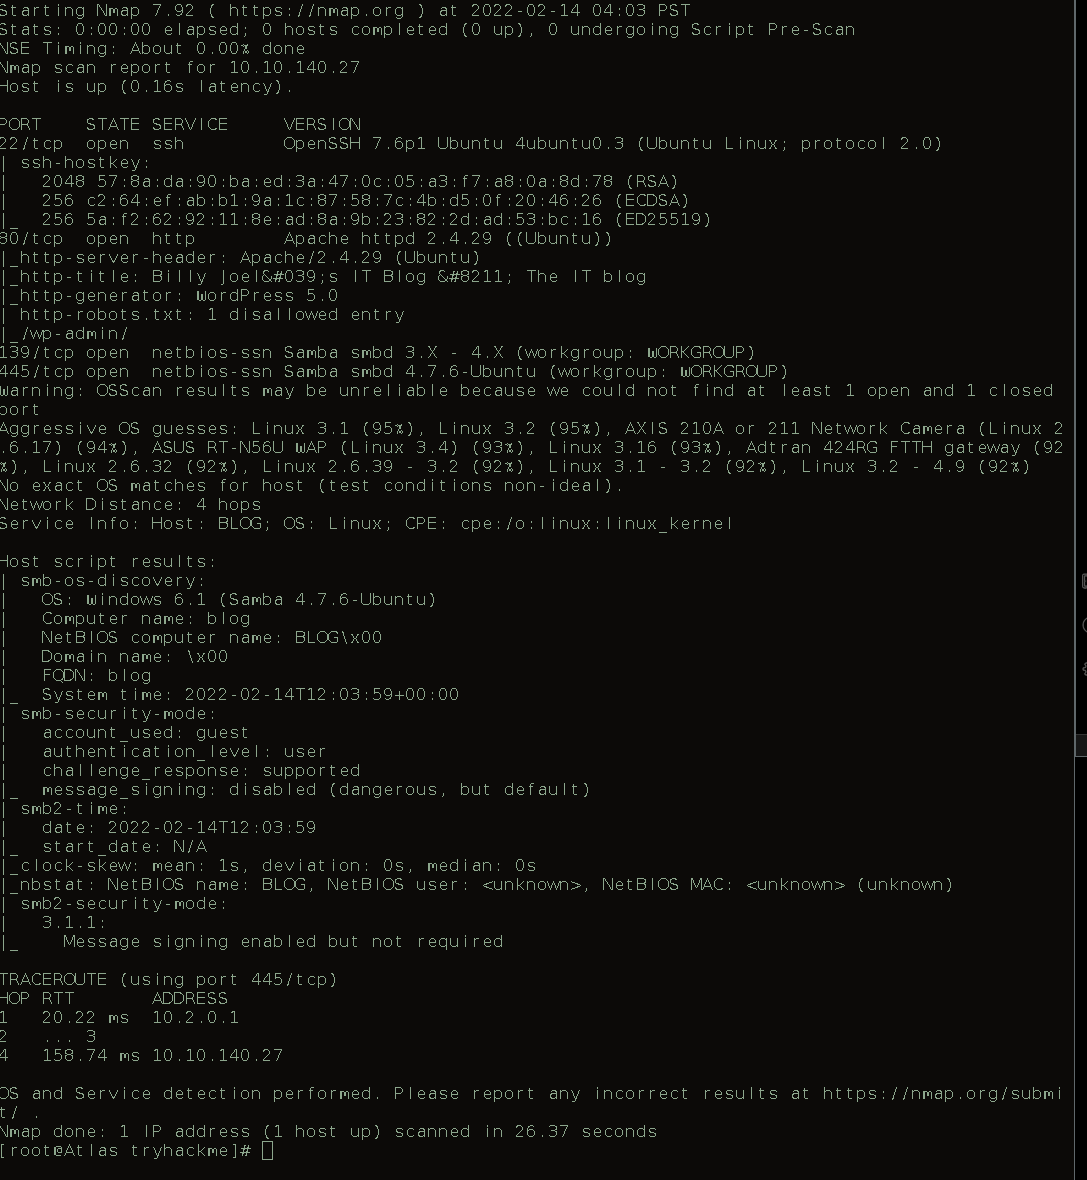 Starting Nmap 7.92 ( https://nmap.org ) at 2022-02-14 04:03 PST
Stats: 0:00:00 elapsed; 0 hosts completed (0 up), 0 undergoing Script Pre-Scan
NSE Timing: About 0.00% done
Nmap scan report for 10.10.140.27
Host is up (0.16s latency).

PORT    STATE SERVICE     VERSION
22/tcp  open  ssh         OpenSSH 7.6p1 Ubuntu 4ubuntu0.3 (Ubuntu Linux; protocol 2.0)
| ssh-hostkey:
|   2048 57:8a:da:90:ba:ed:3a:47:0c:05:a3:f7:a8:0a:8d:78 (RSA)
|   256 c2:64:ef:ab:b1:9a:1c:87:58:7c:4b:d5:0f:20:46:26 (ECDSA)
|_  256 5a:f2:62:92:11:8e:ad:8a:9b:23:82:2d:ad:53:bc:16 (ED25519)
80/tcp  open  http        Apache httpd 2.4.29 ((Ubuntu))
|_http-server-header: Apache/2.4.29 (Ubuntu)
|_http-title: Billy Joel&#039;s IT Blog &#8211; The IT blog
|_http-generator: WordPress 5.0
| http-robots.txt: 1 disallowed entry
|_/wp-admin/
139/tcp open  netbios-ssn Samba smbd 3.X - 4.X (workgroup: WORKGROUP)
445/tcp open  netbios-ssn Samba smbd 4.7.6-Ubuntu (workgroup: WORKGROUP)
Warning: OSScan results may be unreliable because we could not find at least 1 open and 1 closed
port
Aggressive OS guesses: Linux 3.1 (95%), Linux 3.2 (95%), AXIS 210A or 211 Network Camera (Linux 2
.6.17) (94%), ASUS RT-N56U WAP (Linux 3.4) (93%), Linux 3.16 (93%), Adtran 424RG FTTH gateway (92
%), Linux 2.6.32 (92%), Linux 2.6.39 - 3.2 (92%), Linux 3.1 - 3.2 (92%), Linux 3.2 - 4.9 (92%)
No exact OS matches for host (test conditions non-ideal).
Network Distance: 4 hops
Service Info: Host: BLOG; OS: Linux; CPE: cpe:/o:linux:linux_kernel

Host script results:
| smb-os-discovery:
|   OS: Windows 6.1 (Samba 4.7.6-Ubuntu)
|   Computer name: blog
|   NetBIOS computer name: BLOG\x00
|   Domain name: \x00
|   FQDN: blog
|_  System time: 2022-02-14T12:03:59+00:00
| smb-security-mode:
|   account_used: guest
|   authentication_level: user
|   challenge_response: supported
|_  message_signing: disabled (dangerous, but default)
| smb2-time:
|   date: 2022-02-14T12:03:59
|_  start_date: N/A
|_clock-skew: mean: 1s, deviation: 0s, median: 0s
|_nbstat: NetBIOS name: BLOG, NetBIOS user: <unknown>, NetBIOS MAC: <unknown> (unknown)
| smb2-security-mode:
|   3.1.1:
|_    Message signing enabled but not required

TRACEROUTE (using port 445/tcp)
HOP RTT       ADDRESS
1   20.22 ms  10.2.0.1
2   ... 3
4   158.74 ms 10.10.140.27

OS and Service detection performed. Please report any incorrect results at https://nmap.org/submi
t/ .
Nmap done: 1 IP address (1 host up) scanned in 26.37 seconds
[root@Atlas tryhackme]#